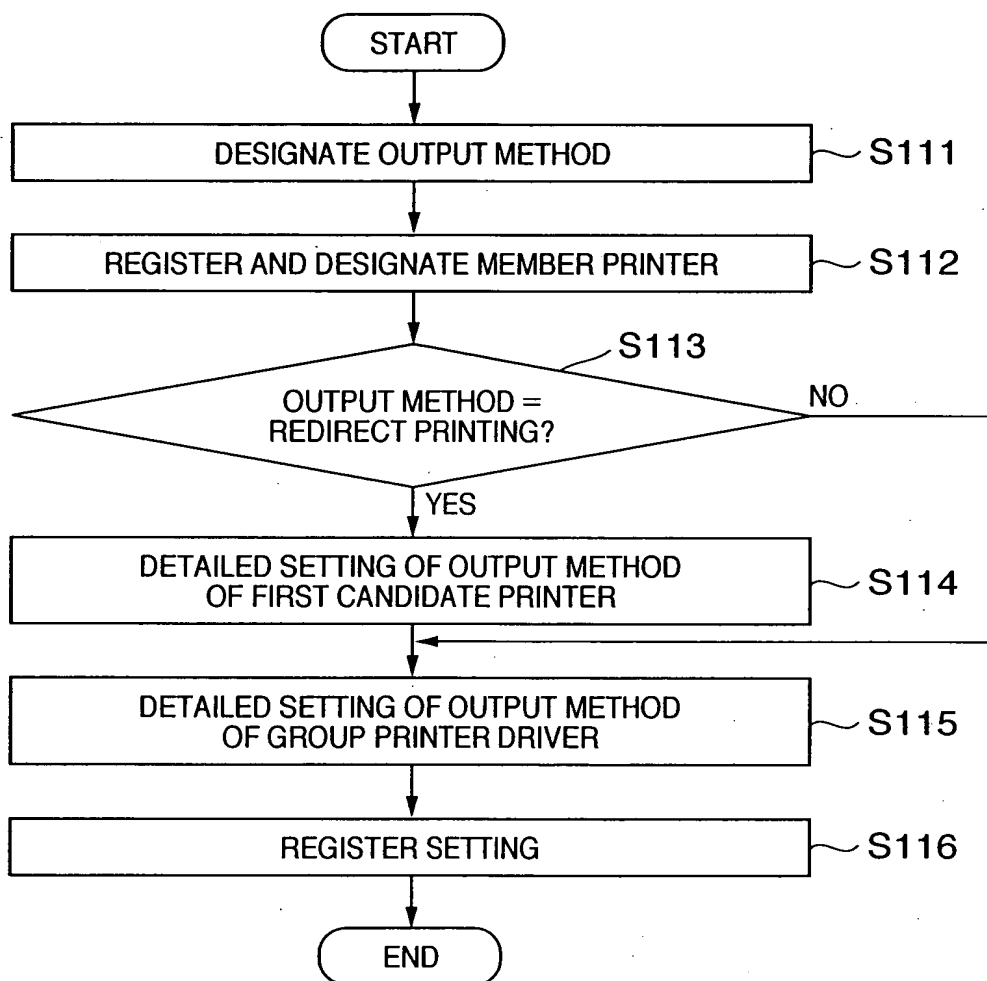 START
DESIGNATE OUTPUT METHOD
S111
REGISTER AND DESIGNATE MEMBER PRINTER
S112
S113
OUTPUT METHOD =
REDIRECT PRINTING?
NO
YES
DETAILED SETTING OF OUTPUT METHOD
OF FIRST CANDIDATE PRINTER
S114
DETAILED SETTING OF OUTPUT METHOD
OF GROUP PRINTER DRIVER
S115
REGISTER SETTING
S116
END